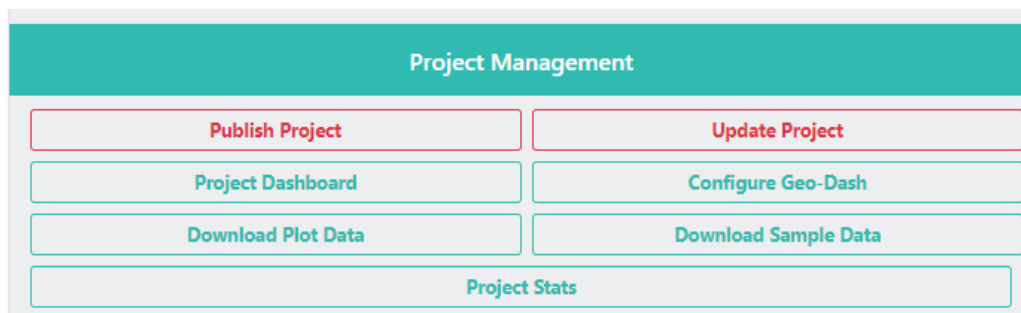 Project Management
Publish Project
Update Project
Project Dashboard
Configure Geo-Dash
Download Plot Data
Download Sample Data
Project Stats